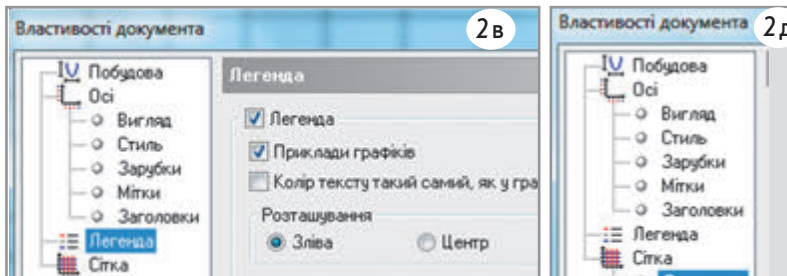 Властивості документа
2в
Побудова
Осі
Вигляд
Стиль
Зарубки
Мітки
Заголовки
Легенда
Сітка
Легенда
Легенда
Приклади графіків
Колір тексту такий самий, як у гра
Розташування
Зліва
Центр
Властивості документа
2д
Побудова
Осі
Вигляд
Стиль
Зарубки
Мітки
Заголовки
Легенда
Сітка